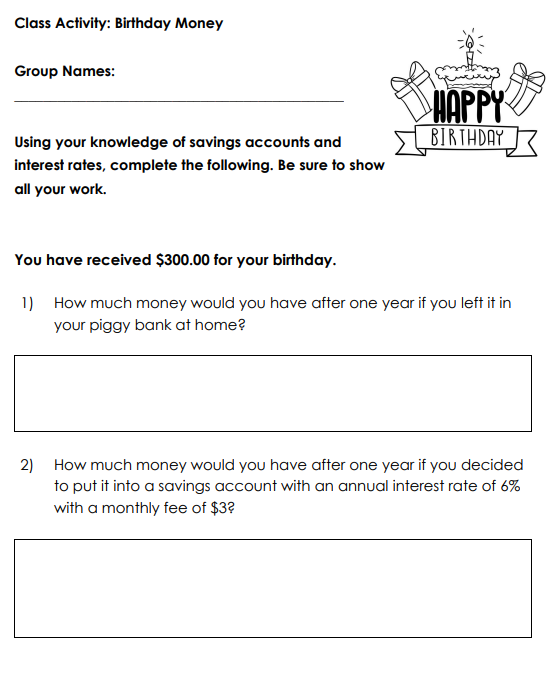 Class Activity: Birthday Money
Group Names:
HAPPY
BIRTHDAY
Using your knowledge of savings accounts and
interest rates, complete the following. Be sure to show
all your work.
You have received $300.00 for your birthday.
1) How much money would you have after one year if you left it in
your piggy bank at home?
2) How much money would you have after one year if you decided
to put it into a savings account with an annual interest rate of 6%
with a monthly fee of $3?